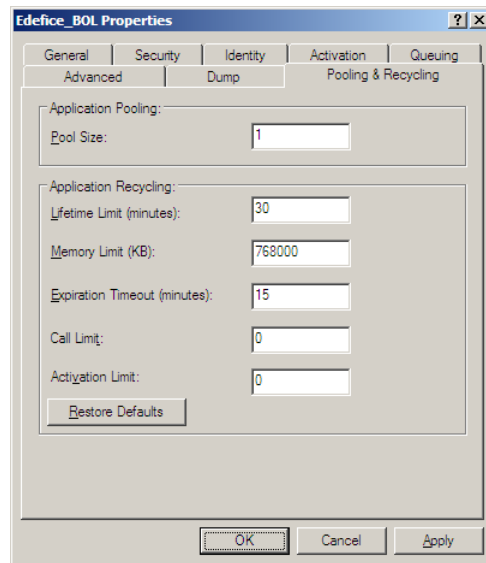 Edefice_BOL Properties
? X
General Security Identity Activation Queuing
Advanced Dump Pooling & Recycling
Application Pooling:
Pool Size: 1
Application Recycling:
Lifetime Limit (minutes): 30
Memory Limit (KB): 768000
Expiration Timeout (minutes): 15
Call Limit: 0
Activation Limit: 0
Restore Defaults
OK Cancel Apply